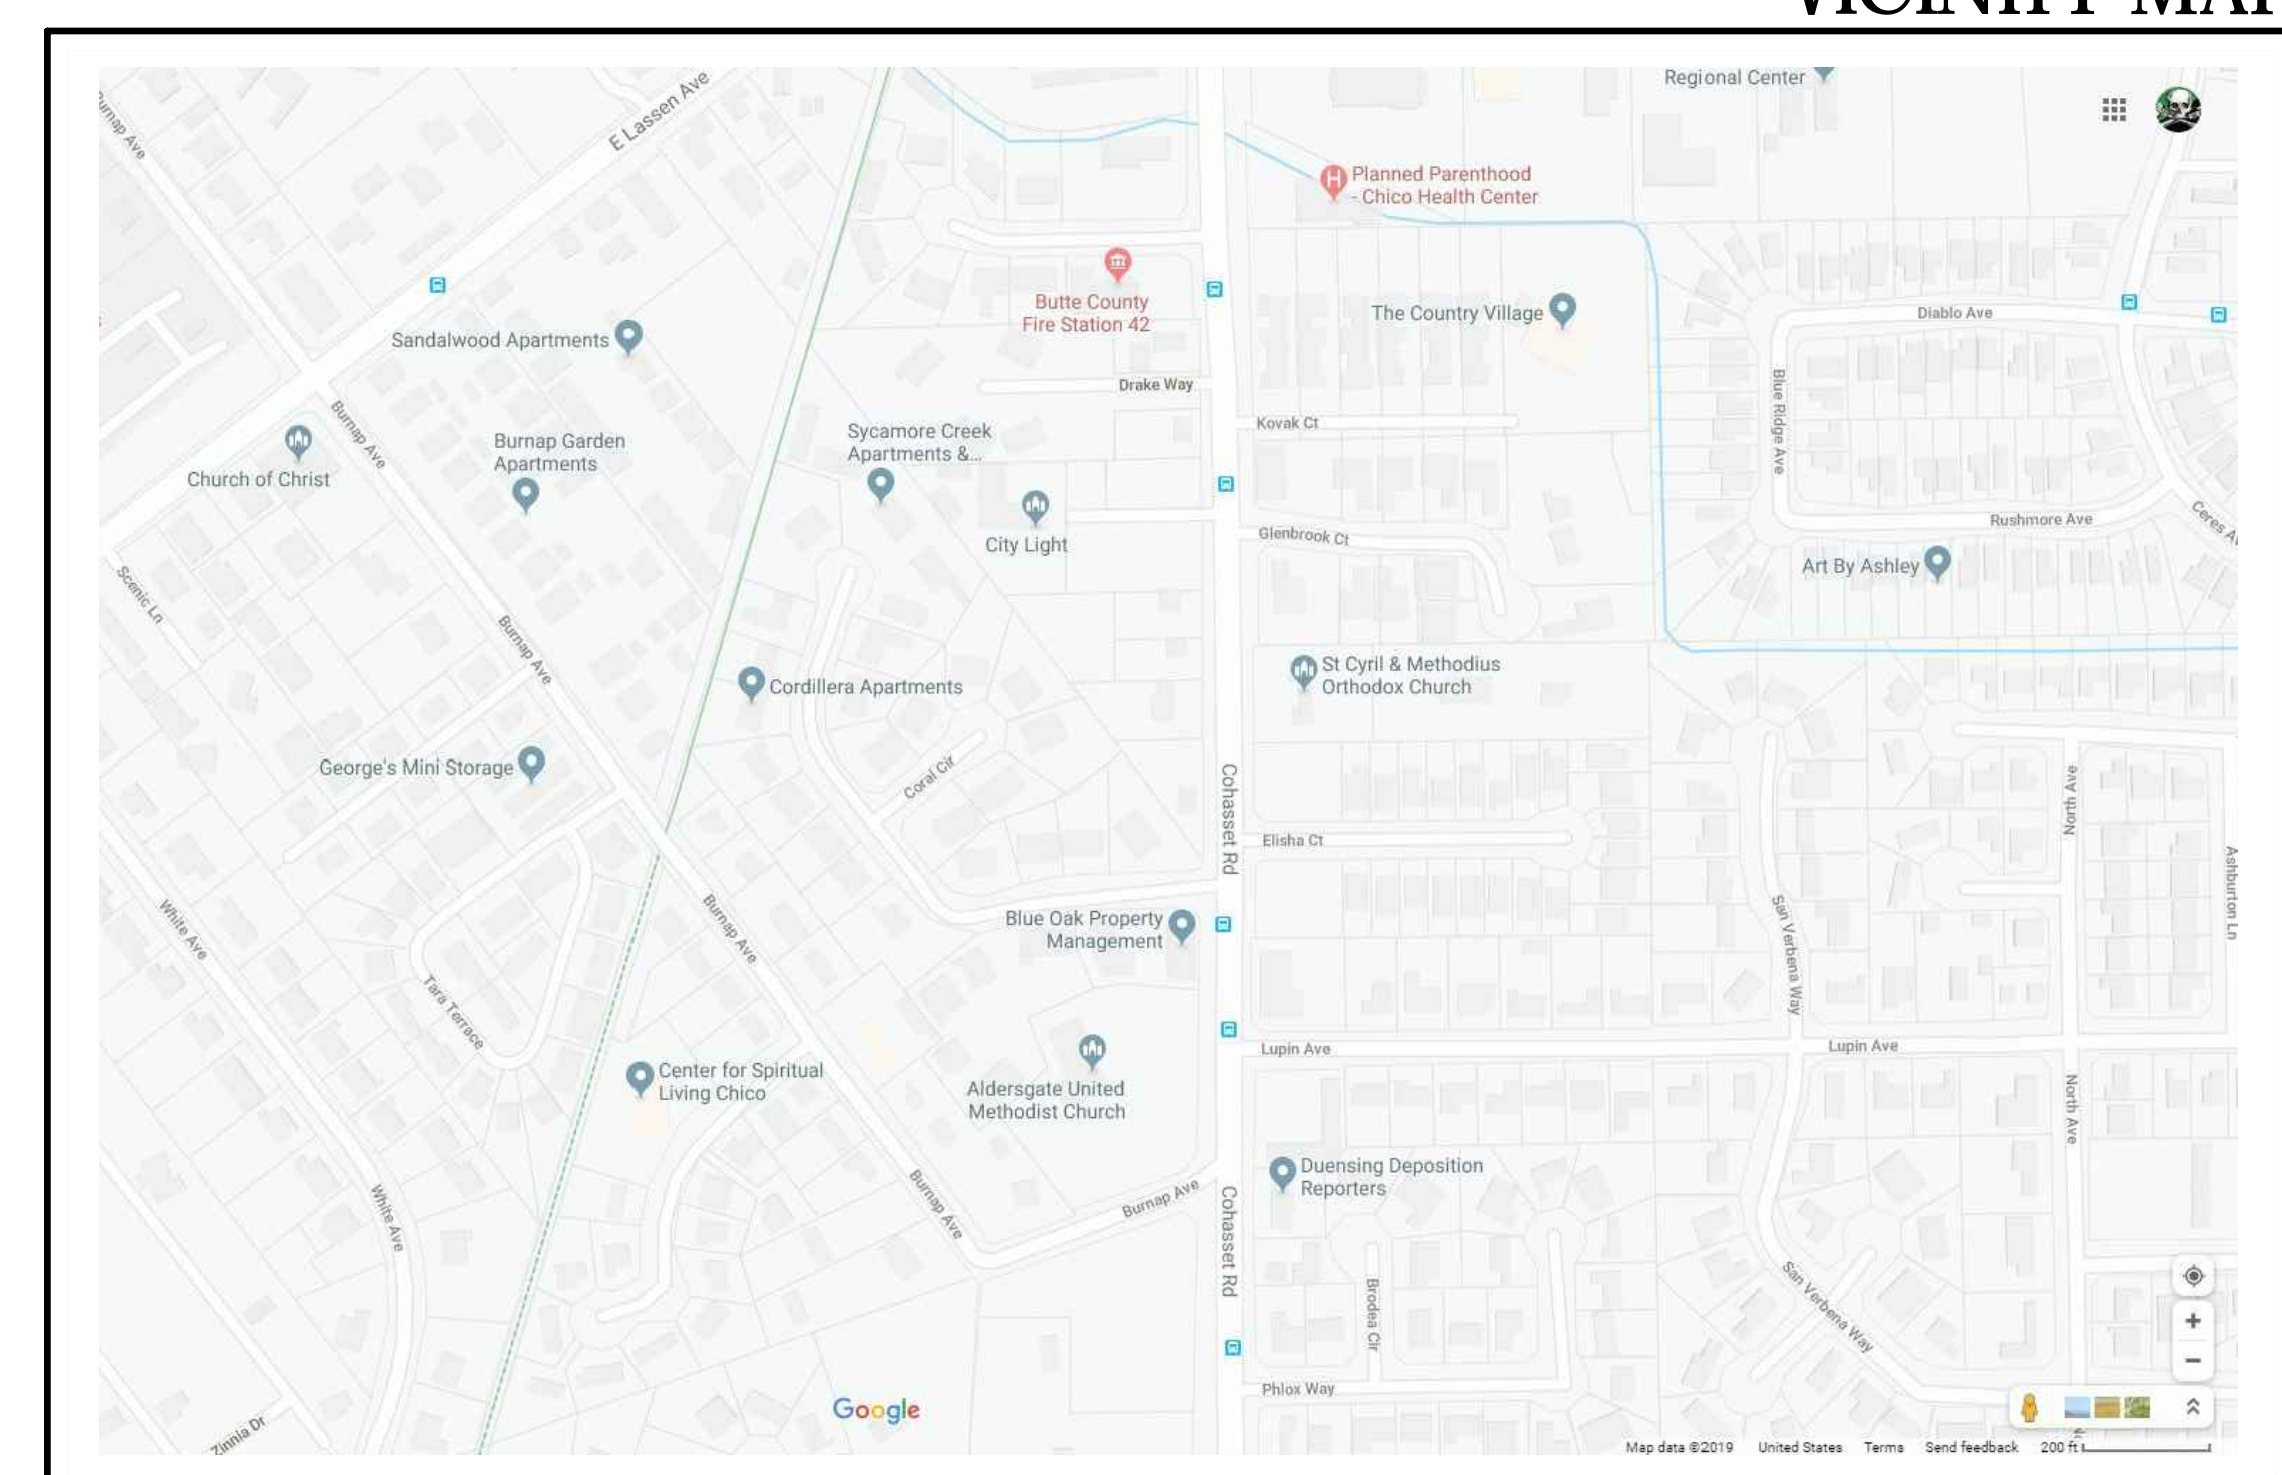 VICINITY MAP
Regional Center
Burnap Ave
E Lassen Ave
Planned Parenthood
- Chico Health Center
Butte County
Fire Station 42
The Country Village
Diablo Ave
Sandalwood Apartments
Drake Way
Blue Ridge Ave
Burnap Ave
Kovak Ct
Sycamore Creek
Apartments &...
Burnap Garden
Apartments
Church of Christ
City Light
Glenbrook Ct
Rushmore Ave
Ceres A
Art By Ashley
Scenic Ln
Burnap Ave
St Cyril & Methodius
Orthodox Church
Cordillera Apartments
George's Mini Storage
Coral Cir
Cohasset Rd
North Ave
Elisha Ct
Ashburton Ln
White Ave
Burnap Ave
Blue Oak Property
Management
San Verbena Way
Tara Terrace
Lupin Ave
Lupin Ave
Center for Spiritual
Living Chico
Aldersgate United
Methodist Church
North Ave
Duensing Deposition
Reporters
Burnap Ave
Burnap Ave
White Ave
Cohasset Rd
Brodea Cir
San Verbena Way
Phlox Way
Google
Zinnia Dr
Map data ©2019 United States Terms Send feedback 200 ft